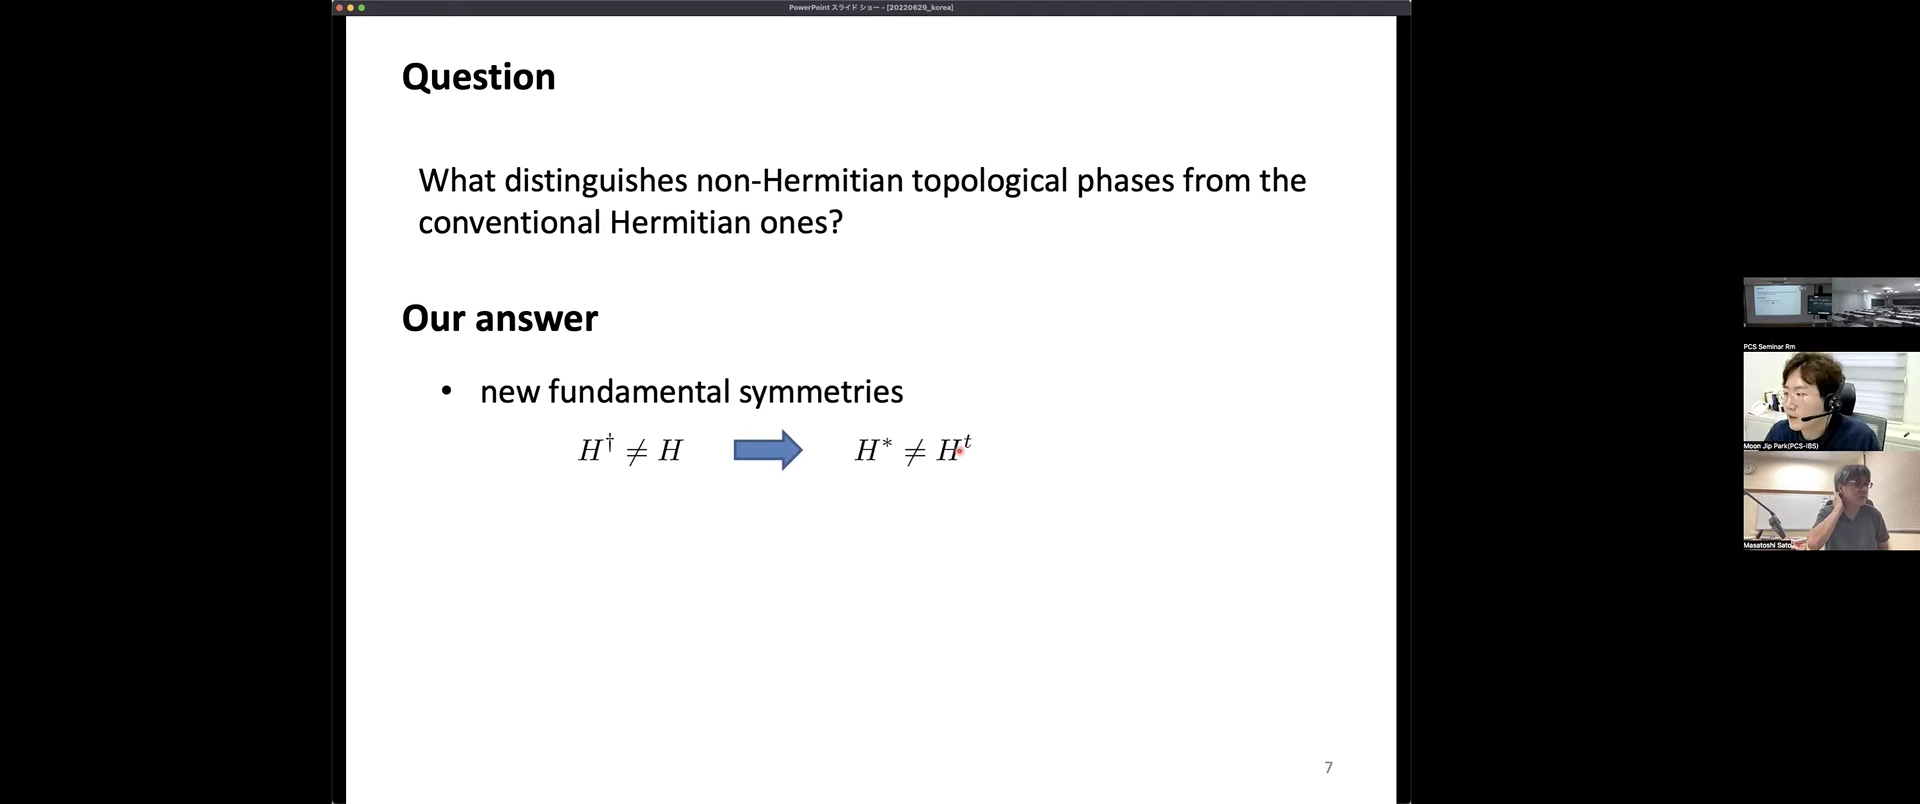 PowerPoint スライド ショー - [20220629_korea]
Question
What distinguishes non-Hermitian topological phases from the
conventional Hermitian ones?
Our answer
• new fundamental symmetries
H† ≠ H H* ≠ Hᵗ
7
PCS Seminar Rm
Moon Jip Park(PCS-IBS)
Masatoshi Sato